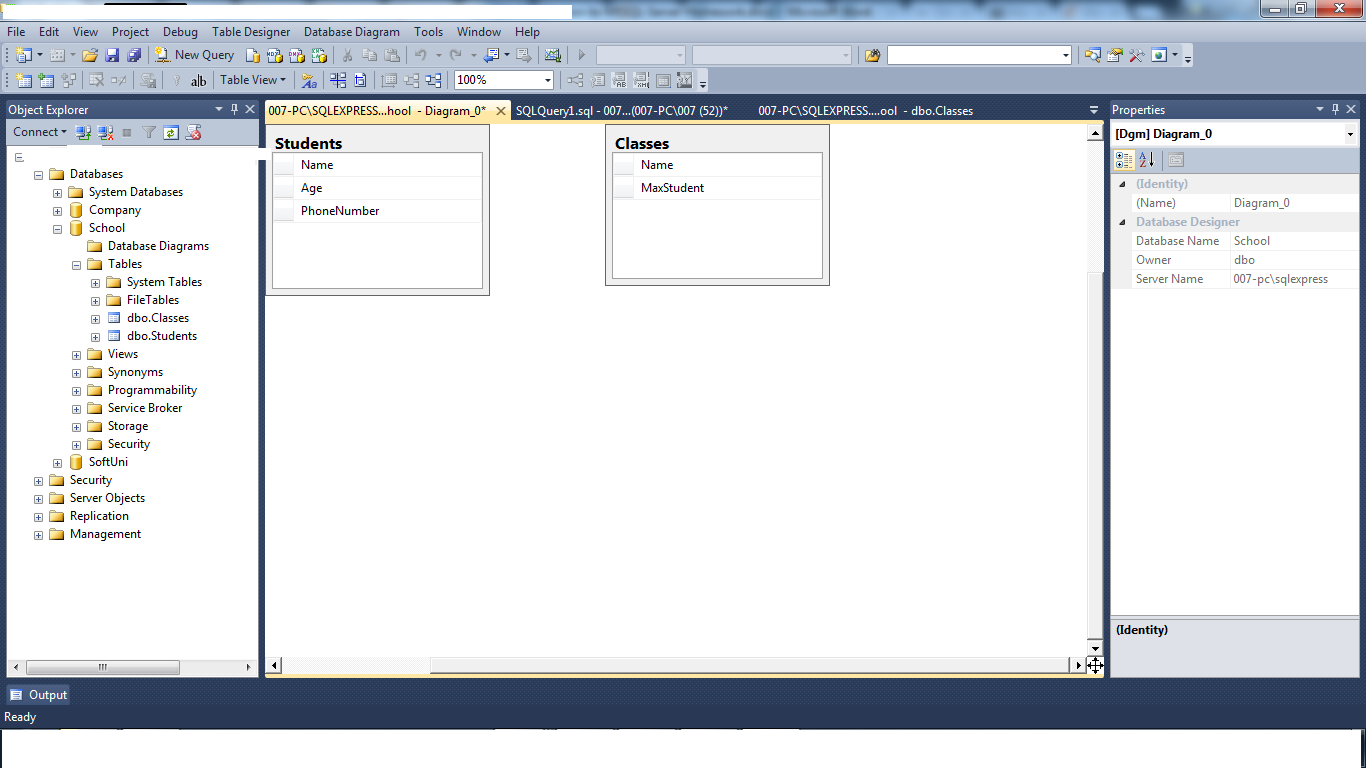 File Edit View Project Debug Table Designer Database Diagram Tools Window Help
New Query
Table View 100%
Object Explorer
Connect
Databases
System Databases
Company
School
Database Diagrams
Tables
System Tables
FileTables
dbo.Classes
dbo.Students
Views
Synonyms
Programmability
Service Broker
Storage
Security
SoftUni
Security
Server Objects
Replication
Management
007-PC\SQLEXPRESS...hool - Diagram_0* SQLQuery1.sql - 007...(007-PC\007 (52))* 007-PC\SQLEXPRESS....ool - dbo.Classes
Students
Name
Age
PhoneNumber
Classes
Name
MaxStudent
Properties
[Dgm] Diagram_0
(Identity)
(Name) Diagram_0
Database Designer
Database Name School
Owner dbo
Server Name 007-pc\sqlexpress
(Identity)
Output
Ready